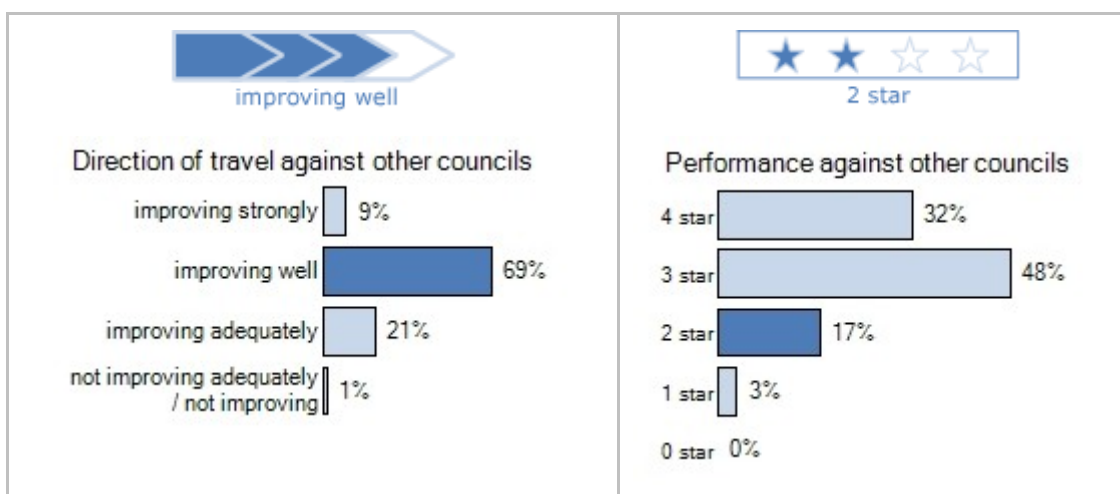 improving well
Direction of travel against other councils
improving strongly 9%
improving well 69%
improving adequately 21%
not improving adequately
/ not improving 1%
2 star
Performance against other councils
4 star 32%
3 star 48%
2 star 17%
1 star 3%
0 star 0%